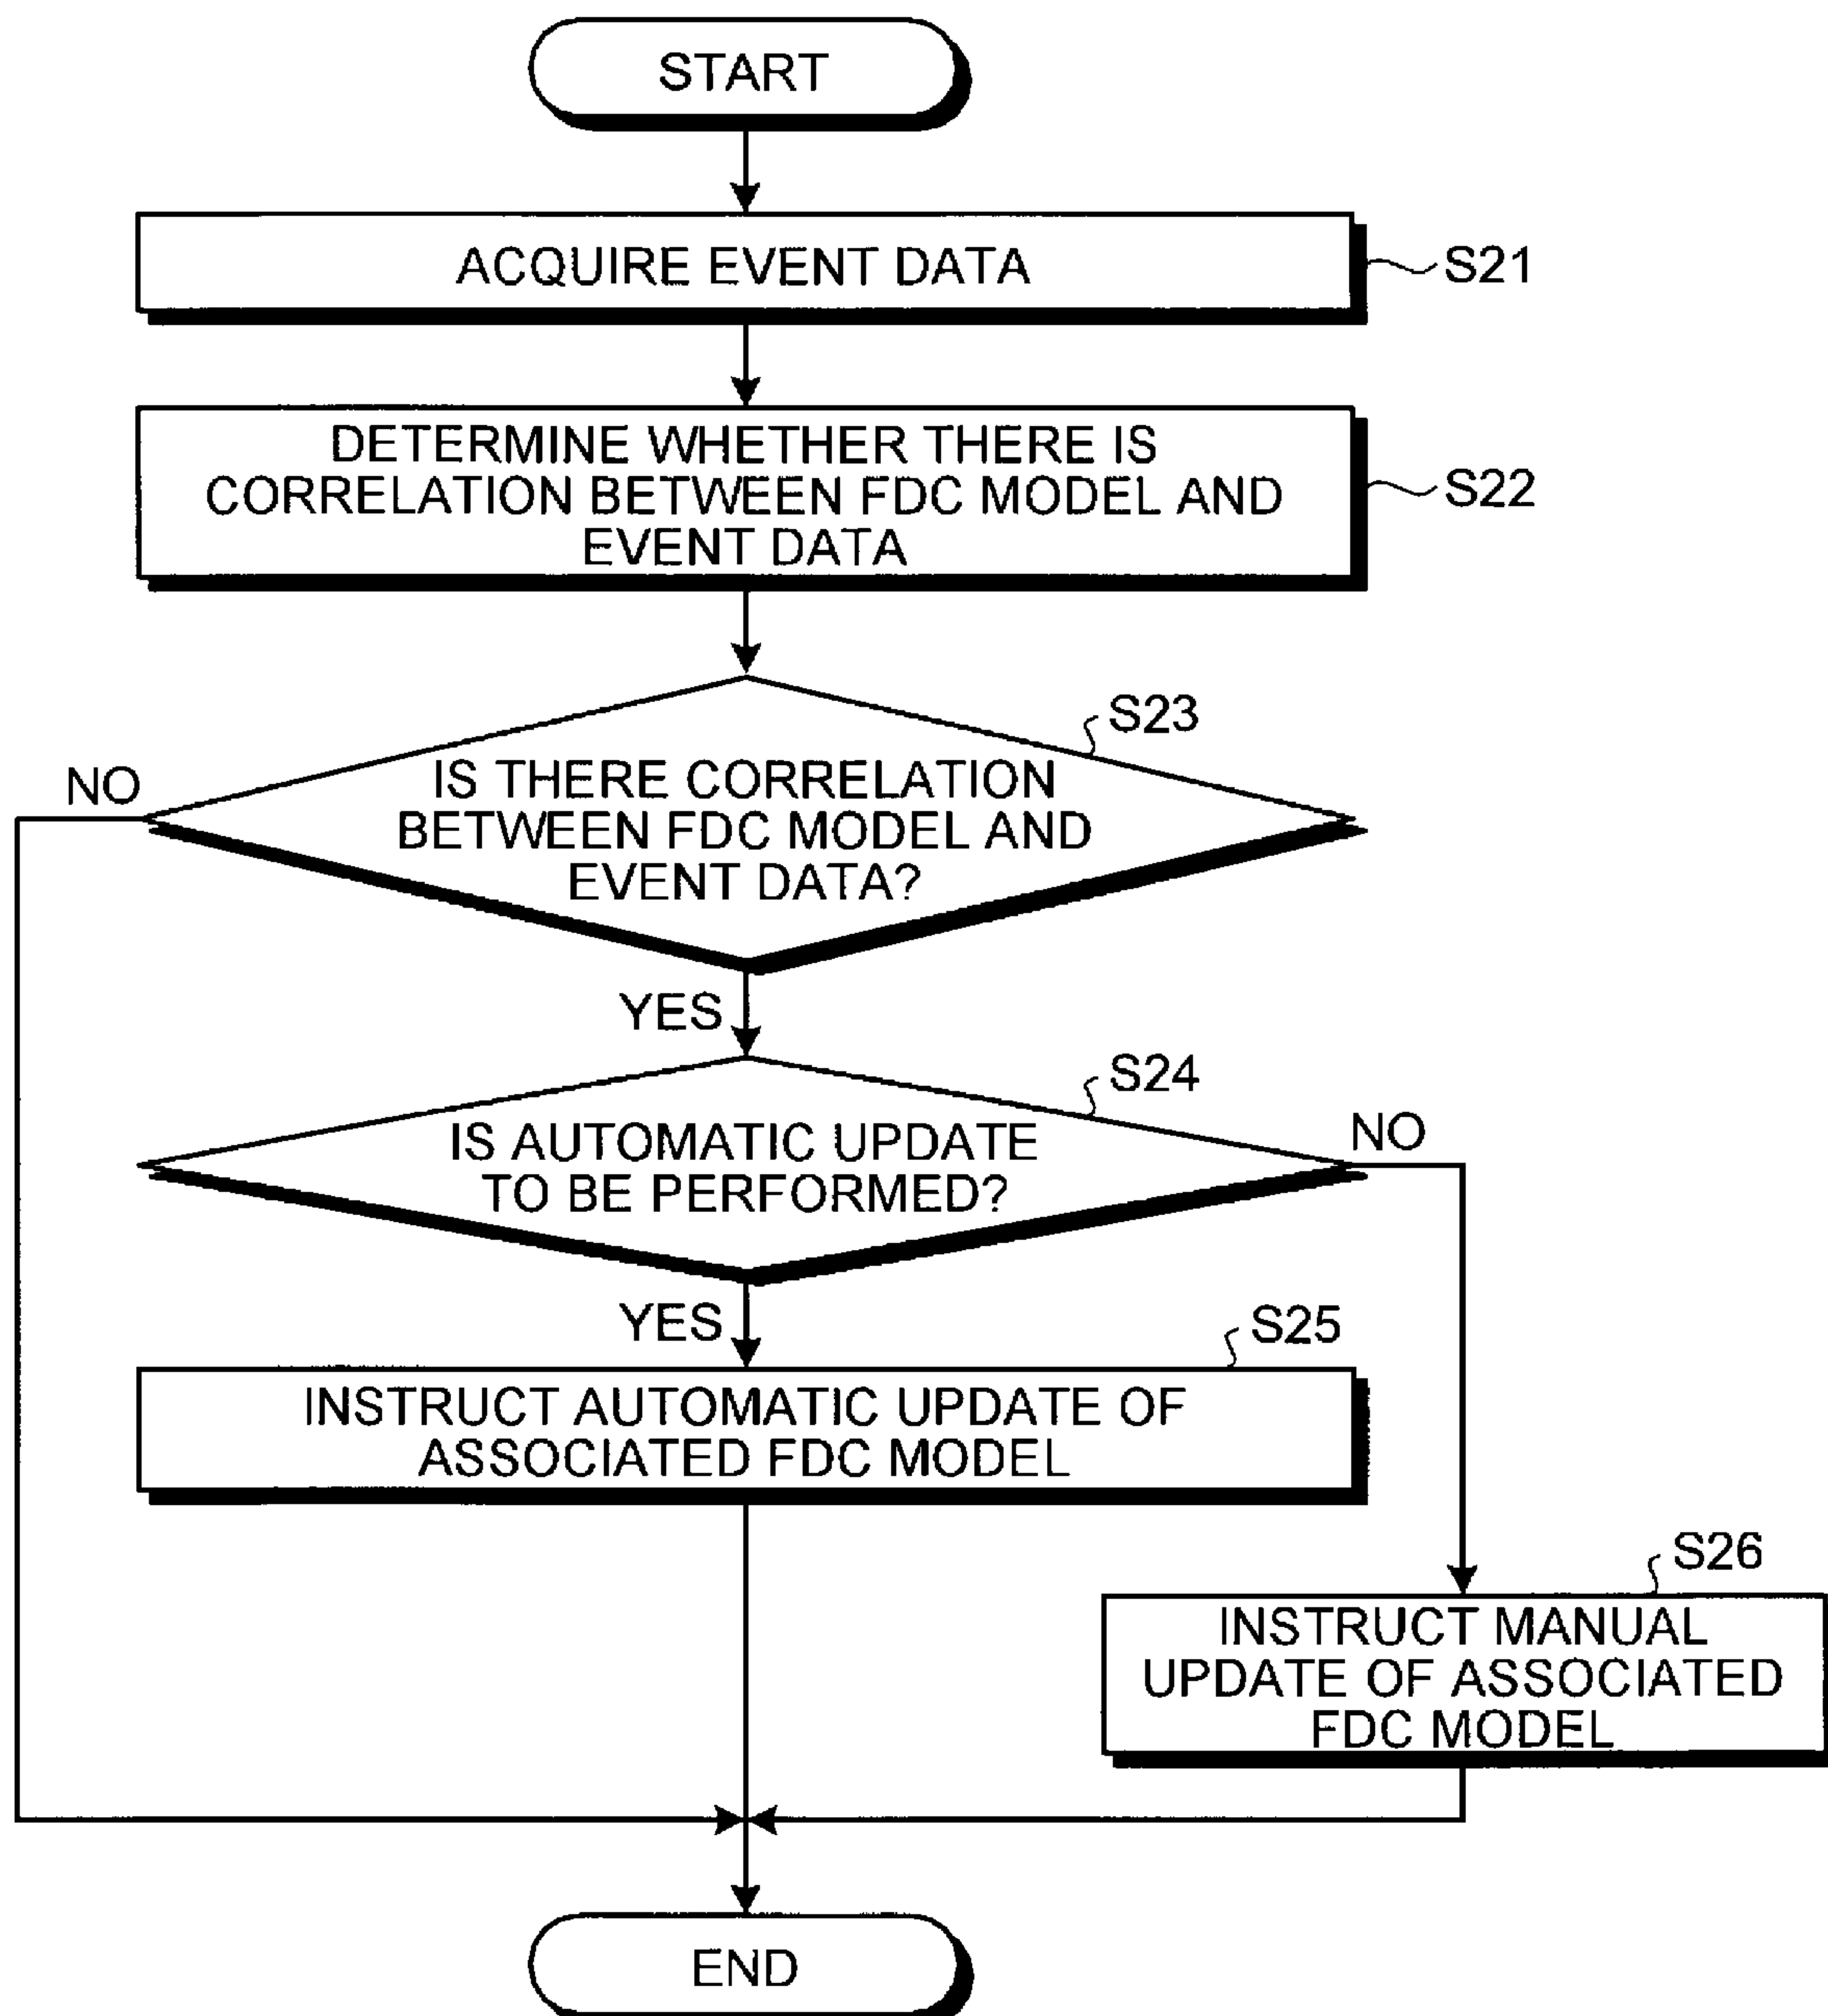 START
ACQUIRE EVENT DATA
S21
DETERMINE WHETHER THERE IS
CORRELATION BETWEEN FDC MODEL AND
EVENT DATA
S22
S23
NO
IS THERE CORRELATION
BETWEEN FDC MODEL AND
EVENT DATA?
YES
S24
NO
IS AUTOMATIC UPDATE
TO BE PERFORMED?
YES
S25
INSTRUCT AUTOMATIC UPDATE OF
ASSOCIATED FDC MODEL
S26
INSTRUCT MANUAL
UPDATE OF ASSOCIATED
FDC MODEL
END